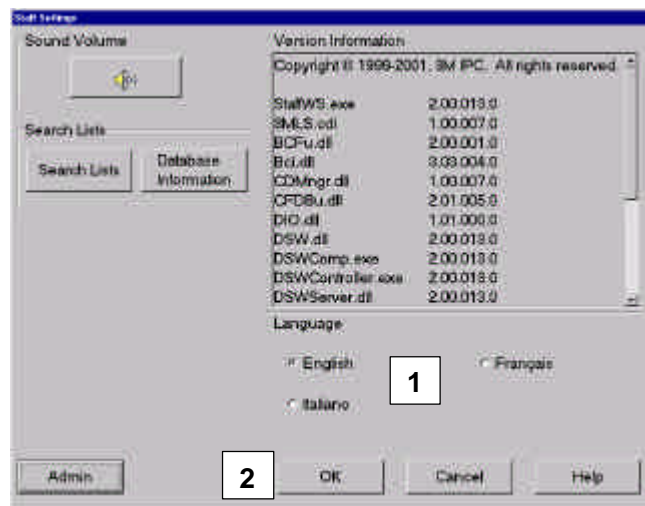 Staff Settings
Sound Volume
Search Lists
Search Lists
Database Information
Version Information
Copyright © 1999-2001, 3M IPC. All rights reserved.
StaffWS.exe 2.00.013.0
3MLS.cdi 1.00.007.0
BCFu.dll 2.00.001.0
Bci.dll 3.03.004.0
CDMngr.dll 1.00.007.0
CFDBu.dll 2.01.005.0
DIO.dll 1.01.000.0
DSW.dll 2.00.013.0
DSWComp.exe 2.00.013.0
DSWController.exe 2.00.013.0
DSWServer.dll 2.00.013.0
Language
English
1
Français
Italiano
Admin
2
OK
Cancel
Help